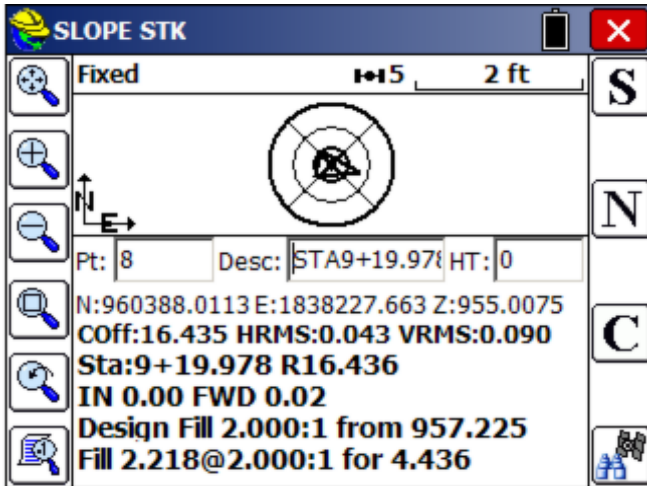 SLOPE STK
Fixed 5 2 ft
S
N
E
N
Pt: 8 Desc: STA9+19.978 HT: 0
N:960388.0113 E:1838227.663 Z:955.0075
COff:16.435 HRMS:0.043 VRMS:0.090
C
Sta:9+19.978 R16.436
IN 0.00 FWD 0.02
Design Fill 2.000:1 from 957.225
Fill 2.218@2.000:1 for 4.436